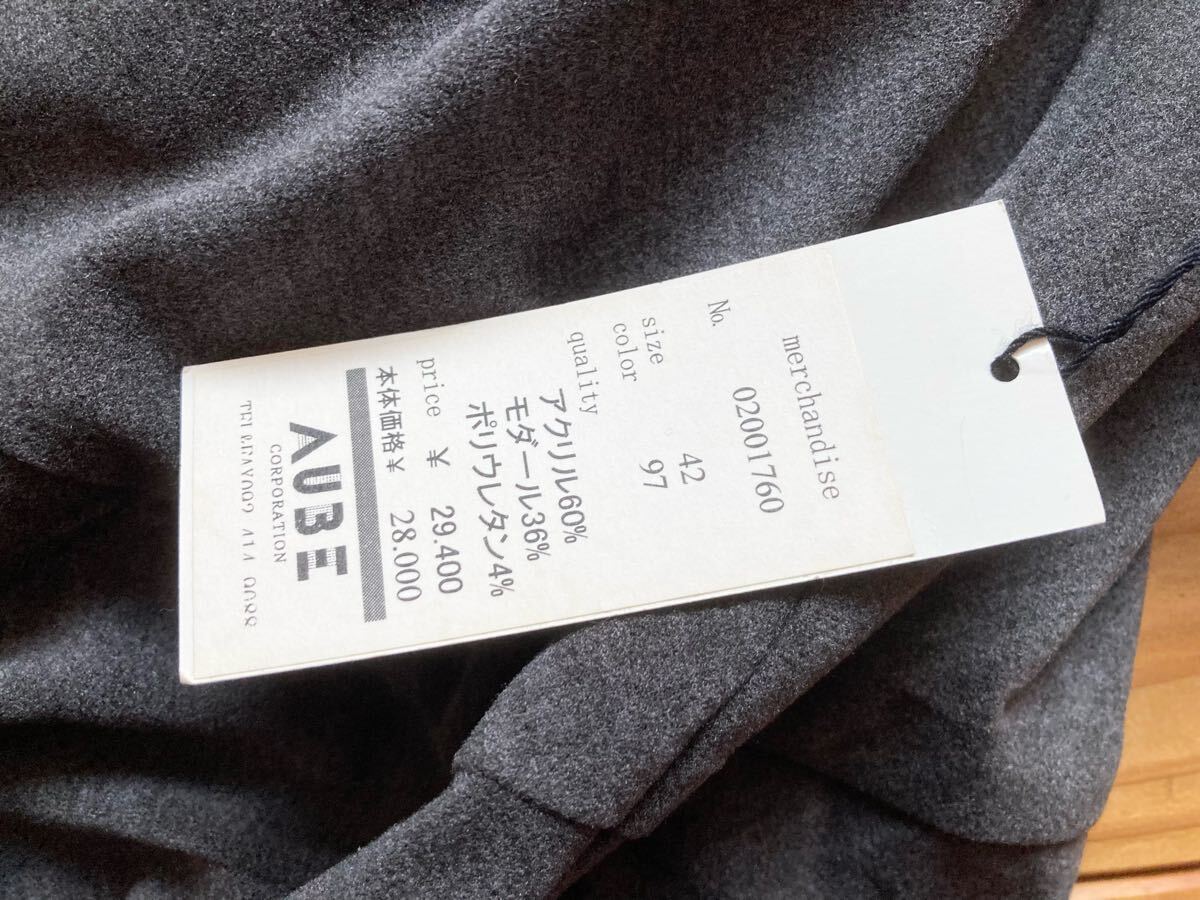 merchandise
No. 02001760
size 42
color 97
quality
アクリル60%
モダール36%
ポリウレタン4%
price ¥ 29.400
本体価格¥ 28.000
AUBE
CORPORATION